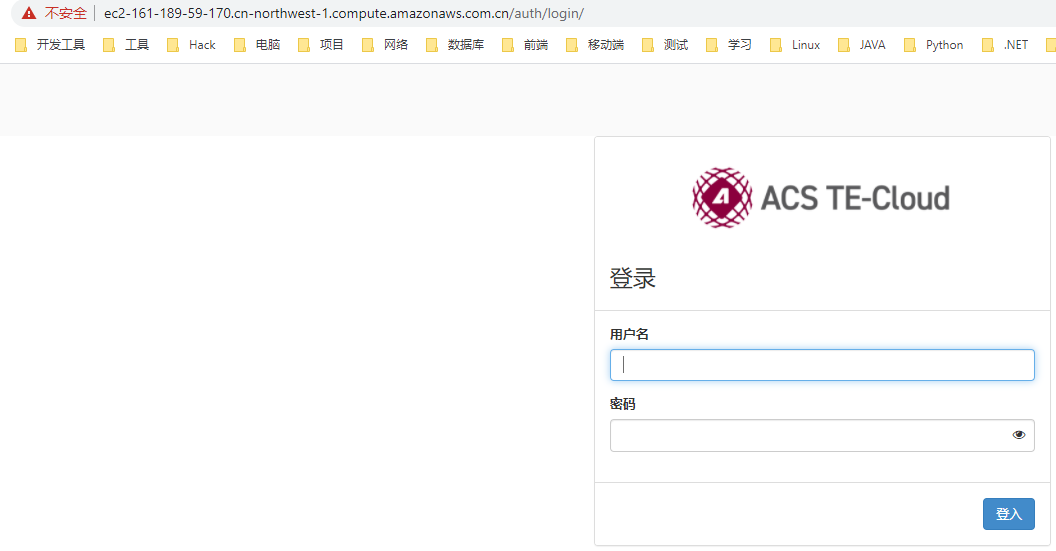 不安全 ec2-161-189-59-170.cn-northwest-1.compute.amazonaws.com.cn/auth/login/
开发工具 工具 Hack 电脑 项目 网络 数据库 前端 移动端 测试 学习 Linux JAVA Python .NET
ACS TE-Cloud
登录
用户名
密码
登入